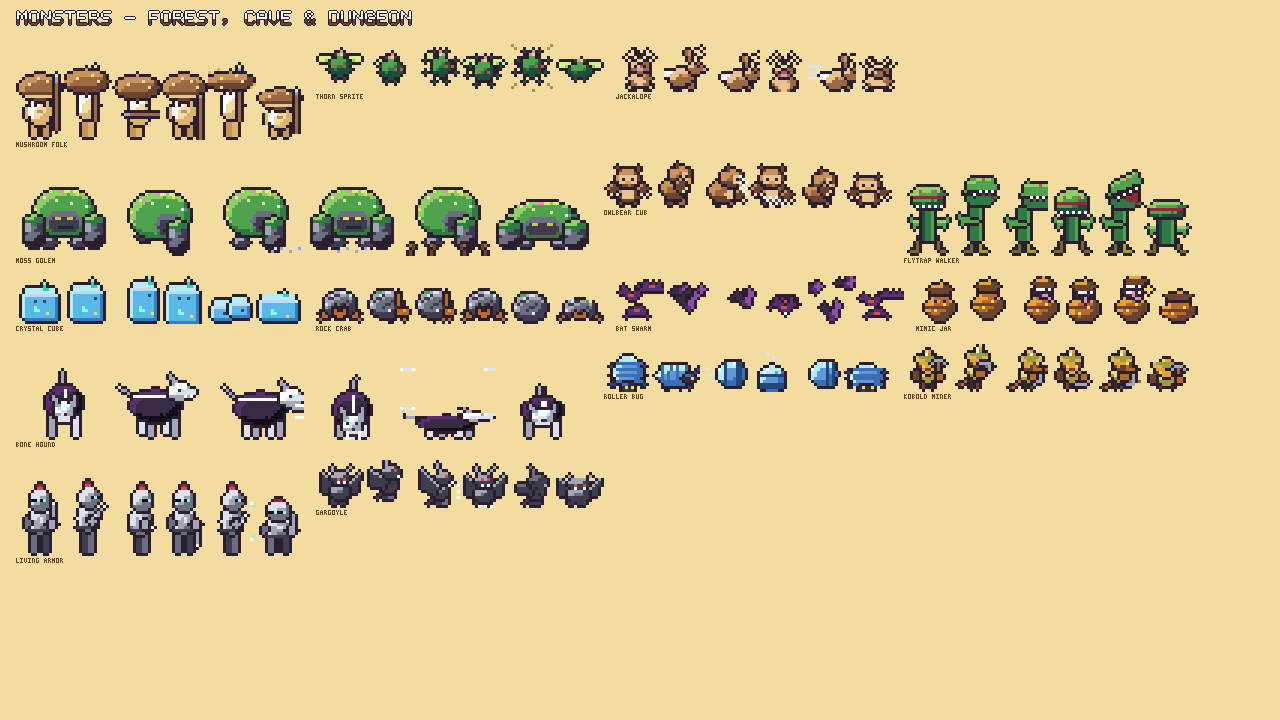 MONSTERS - FOREST, CAVE & DUNGEON
THORN SPRITE
JACKALOPE
MUSHROOM FOLK
OWLBEAR CUB
MOSS GOLEM
FLYTRAP WALKER
CRYSTAL CUBE
ROCK CRAB
BAT SWARM
MIMIC JAR
ROLLER BUG
KOBOLD MINER
BONE HOUND
GARGOYLE
LIVING ARMOR